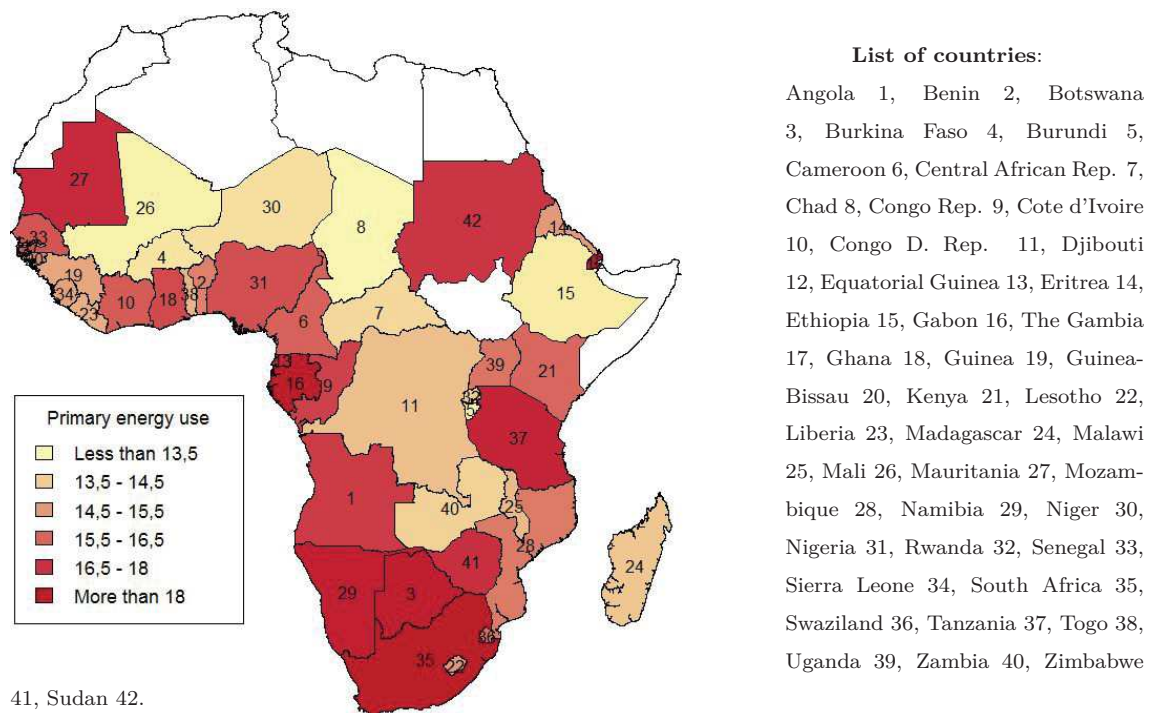 List of countries:
Angola 1, Benin 2, Botswana
3, Burkina Faso 4, Burundi 5,
Cameroon 6, Central African Rep. 7,
Chad 8, Congo Rep. 9, Cote d'Ivoire
10, Congo D. Rep. 11, Djibouti
12, Equatorial Guinea 13, Eritrea 14,
Ethiopia 15, Gabon 16, The Gambia
17, Ghana 18, Guinea 19, Guinea-
Bissau 20, Kenya 21, Lesotho 22,
Liberia 23, Madagascar 24, Malawi
25, Mali 26, Mauritania 27, Mozam-
bique 28, Namibia 29, Niger 30,
Nigeria 31, Rwanda 32, Senegal 33,
Sierra Leone 34, South Africa 35,
Swaziland 36, Tanzania 37, Togo 38,
Uganda 39, Zambia 40, Zimbabwe
41, Sudan 42.
27
26
30
8
42
14
33
4
15
19
34
23
10
18
38
2
31
6
7
13
16
9
11
39
21
37
1
40
25
28
41
29
3
24
35
36
22
Primary energy use
Less than 13,5
13,5 - 14,5
14,5 - 15,5
15,5 - 16,5
16,5 - 18
More than 18